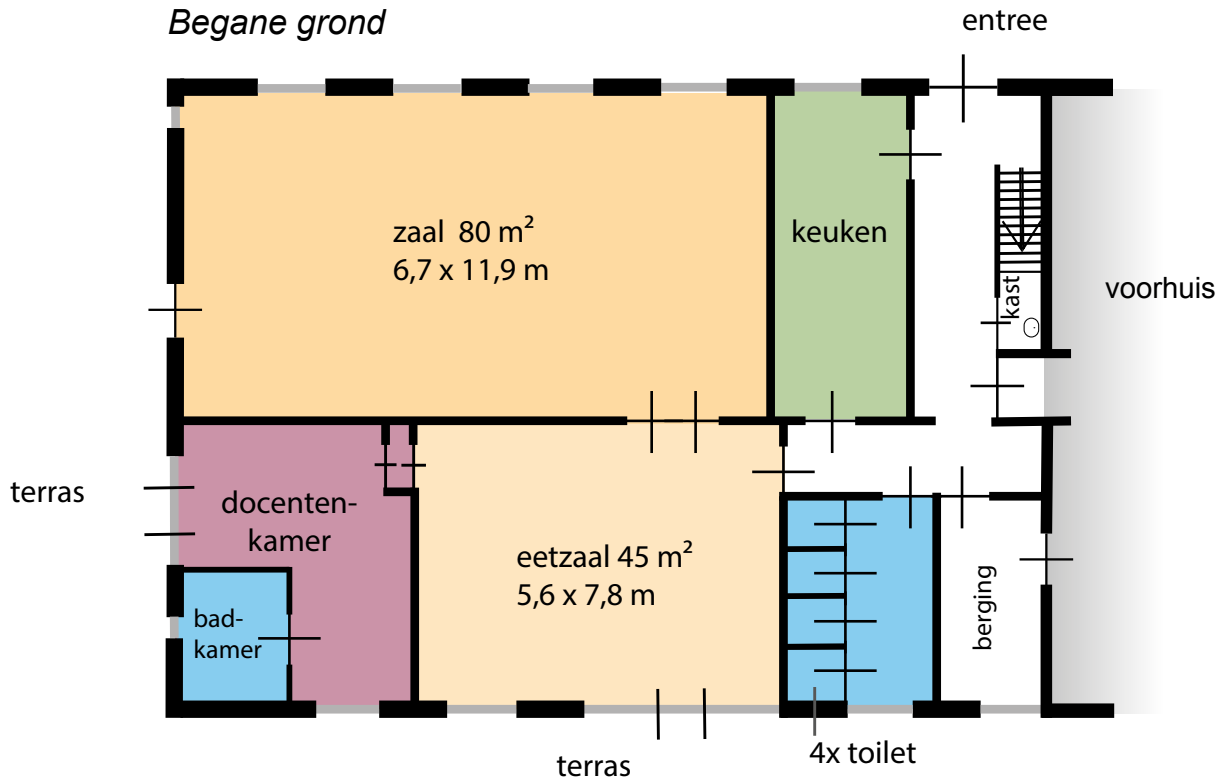 Begane grond
entree
zaal 80 m²
6,7 x 11,9 m
keuken
kast
voorhuis
terras
docenten-
kamer
eetzaal 45 m²
5,6 x 7,8 m
bad-
kamer
berging
4x toilet
terras